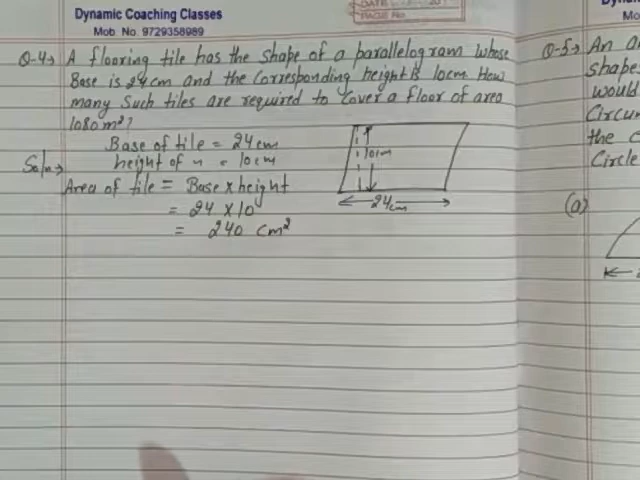 Dynamic Coaching Classes
Mob No. 9729358989
DATE
PAGE No.
Q-4→ A flooring tile has the shape of a parallelogram whose
Base is 24cm and the corresponding height is 10cm. How
many such tiles are required to cover a floor of area
1080m²?
Soln→ Base of tile = 24cm
height of " = 10cm
Area of tile = Base × height
= 24 × 10
= 240 cm²
10cm
24cm
Q-5→ An
shape
would
Circum
the c
Circle
(a)